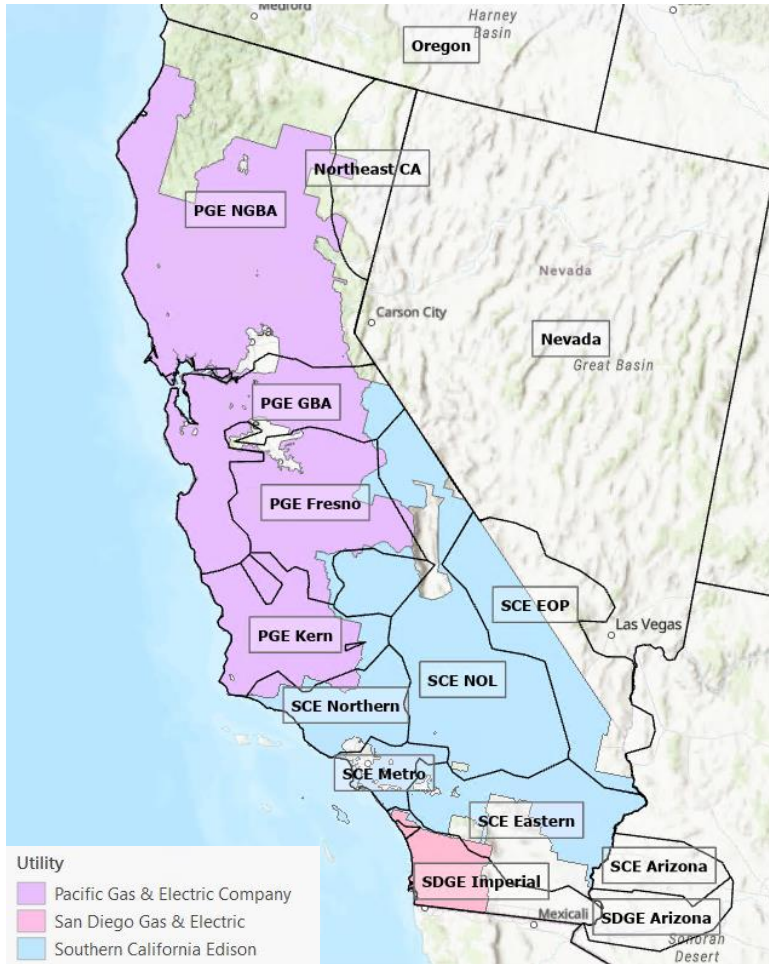 Medford
Harney
Basin
Oregon
Northeast CA
PGE NGBA
Nevada
Carson City
Nevada
Great Basin
PGE GBA
PGE Fresno
SCE EOP
Las Vegas
PGE Kern
SCE NOL
SCE Northern
SCE Metro
SCE Eastern
SCE Arizona
SDGE Imperial
Mexicali
SDGE Arizona
Sonoran
Desert
Utility
Pacific Gas & Electric Company
San Diego Gas & Electric
Southern California Edison